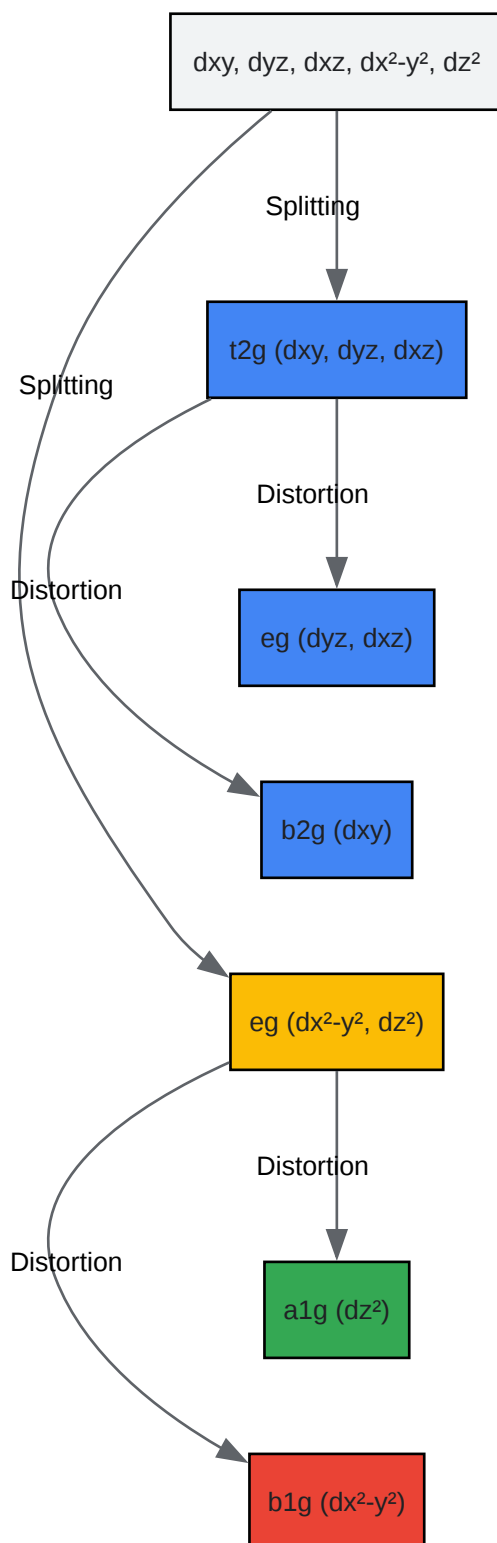 dxy, dyz, dxz, dx²-y², dz²
Splitting
t2g (dxy, dyz, dxz)
Splitting
Distortion
Distortion
eg (dyz, dxz)
b2g (dxy)
eg (dx²-y², dz²)
Distortion
Distortion
a1g (dz²)
b1g (dx²-y²)